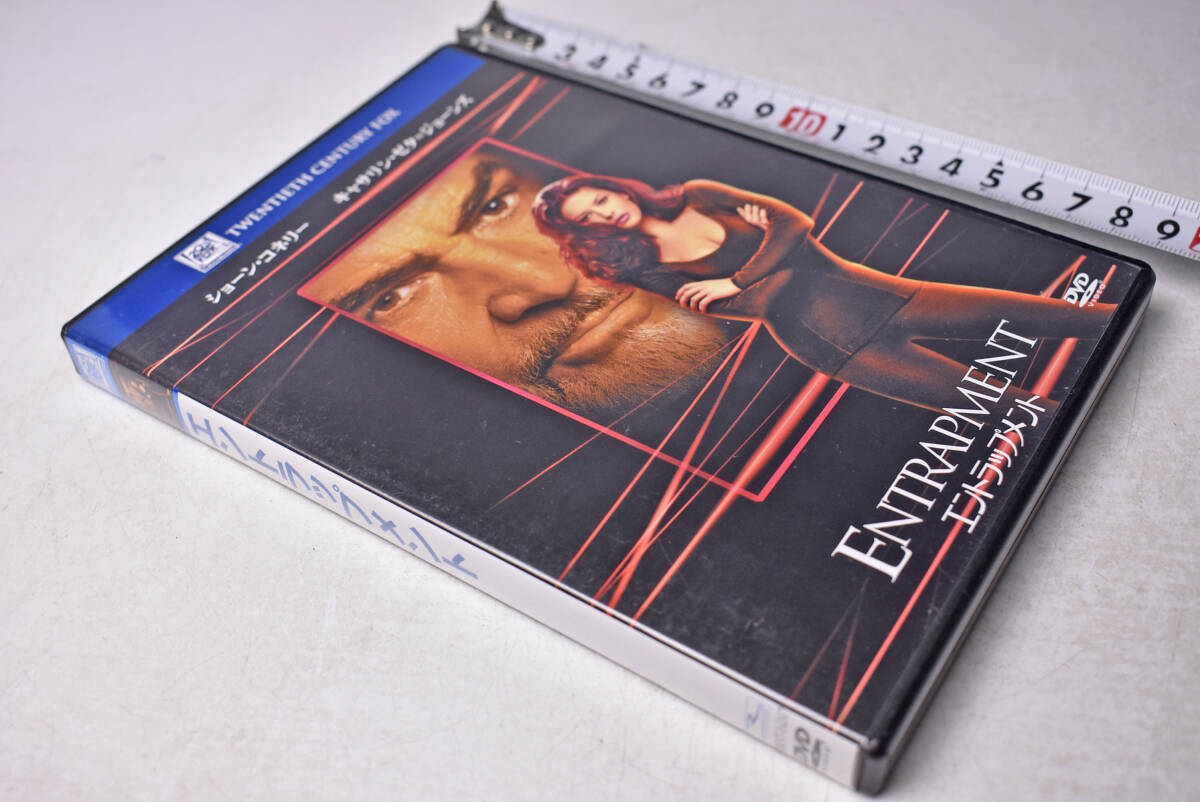 TWENTIETH CENTURY FOX
ショーン・コネリー キャサリン・ゼタ=ジョーンズ
ENTRAPMENT
エントラップメント
DVD
VIDEO
エントラップメント
DVD
3 4 5 6 7 8 9 10 1 2 3 4 5 6 7 8 9